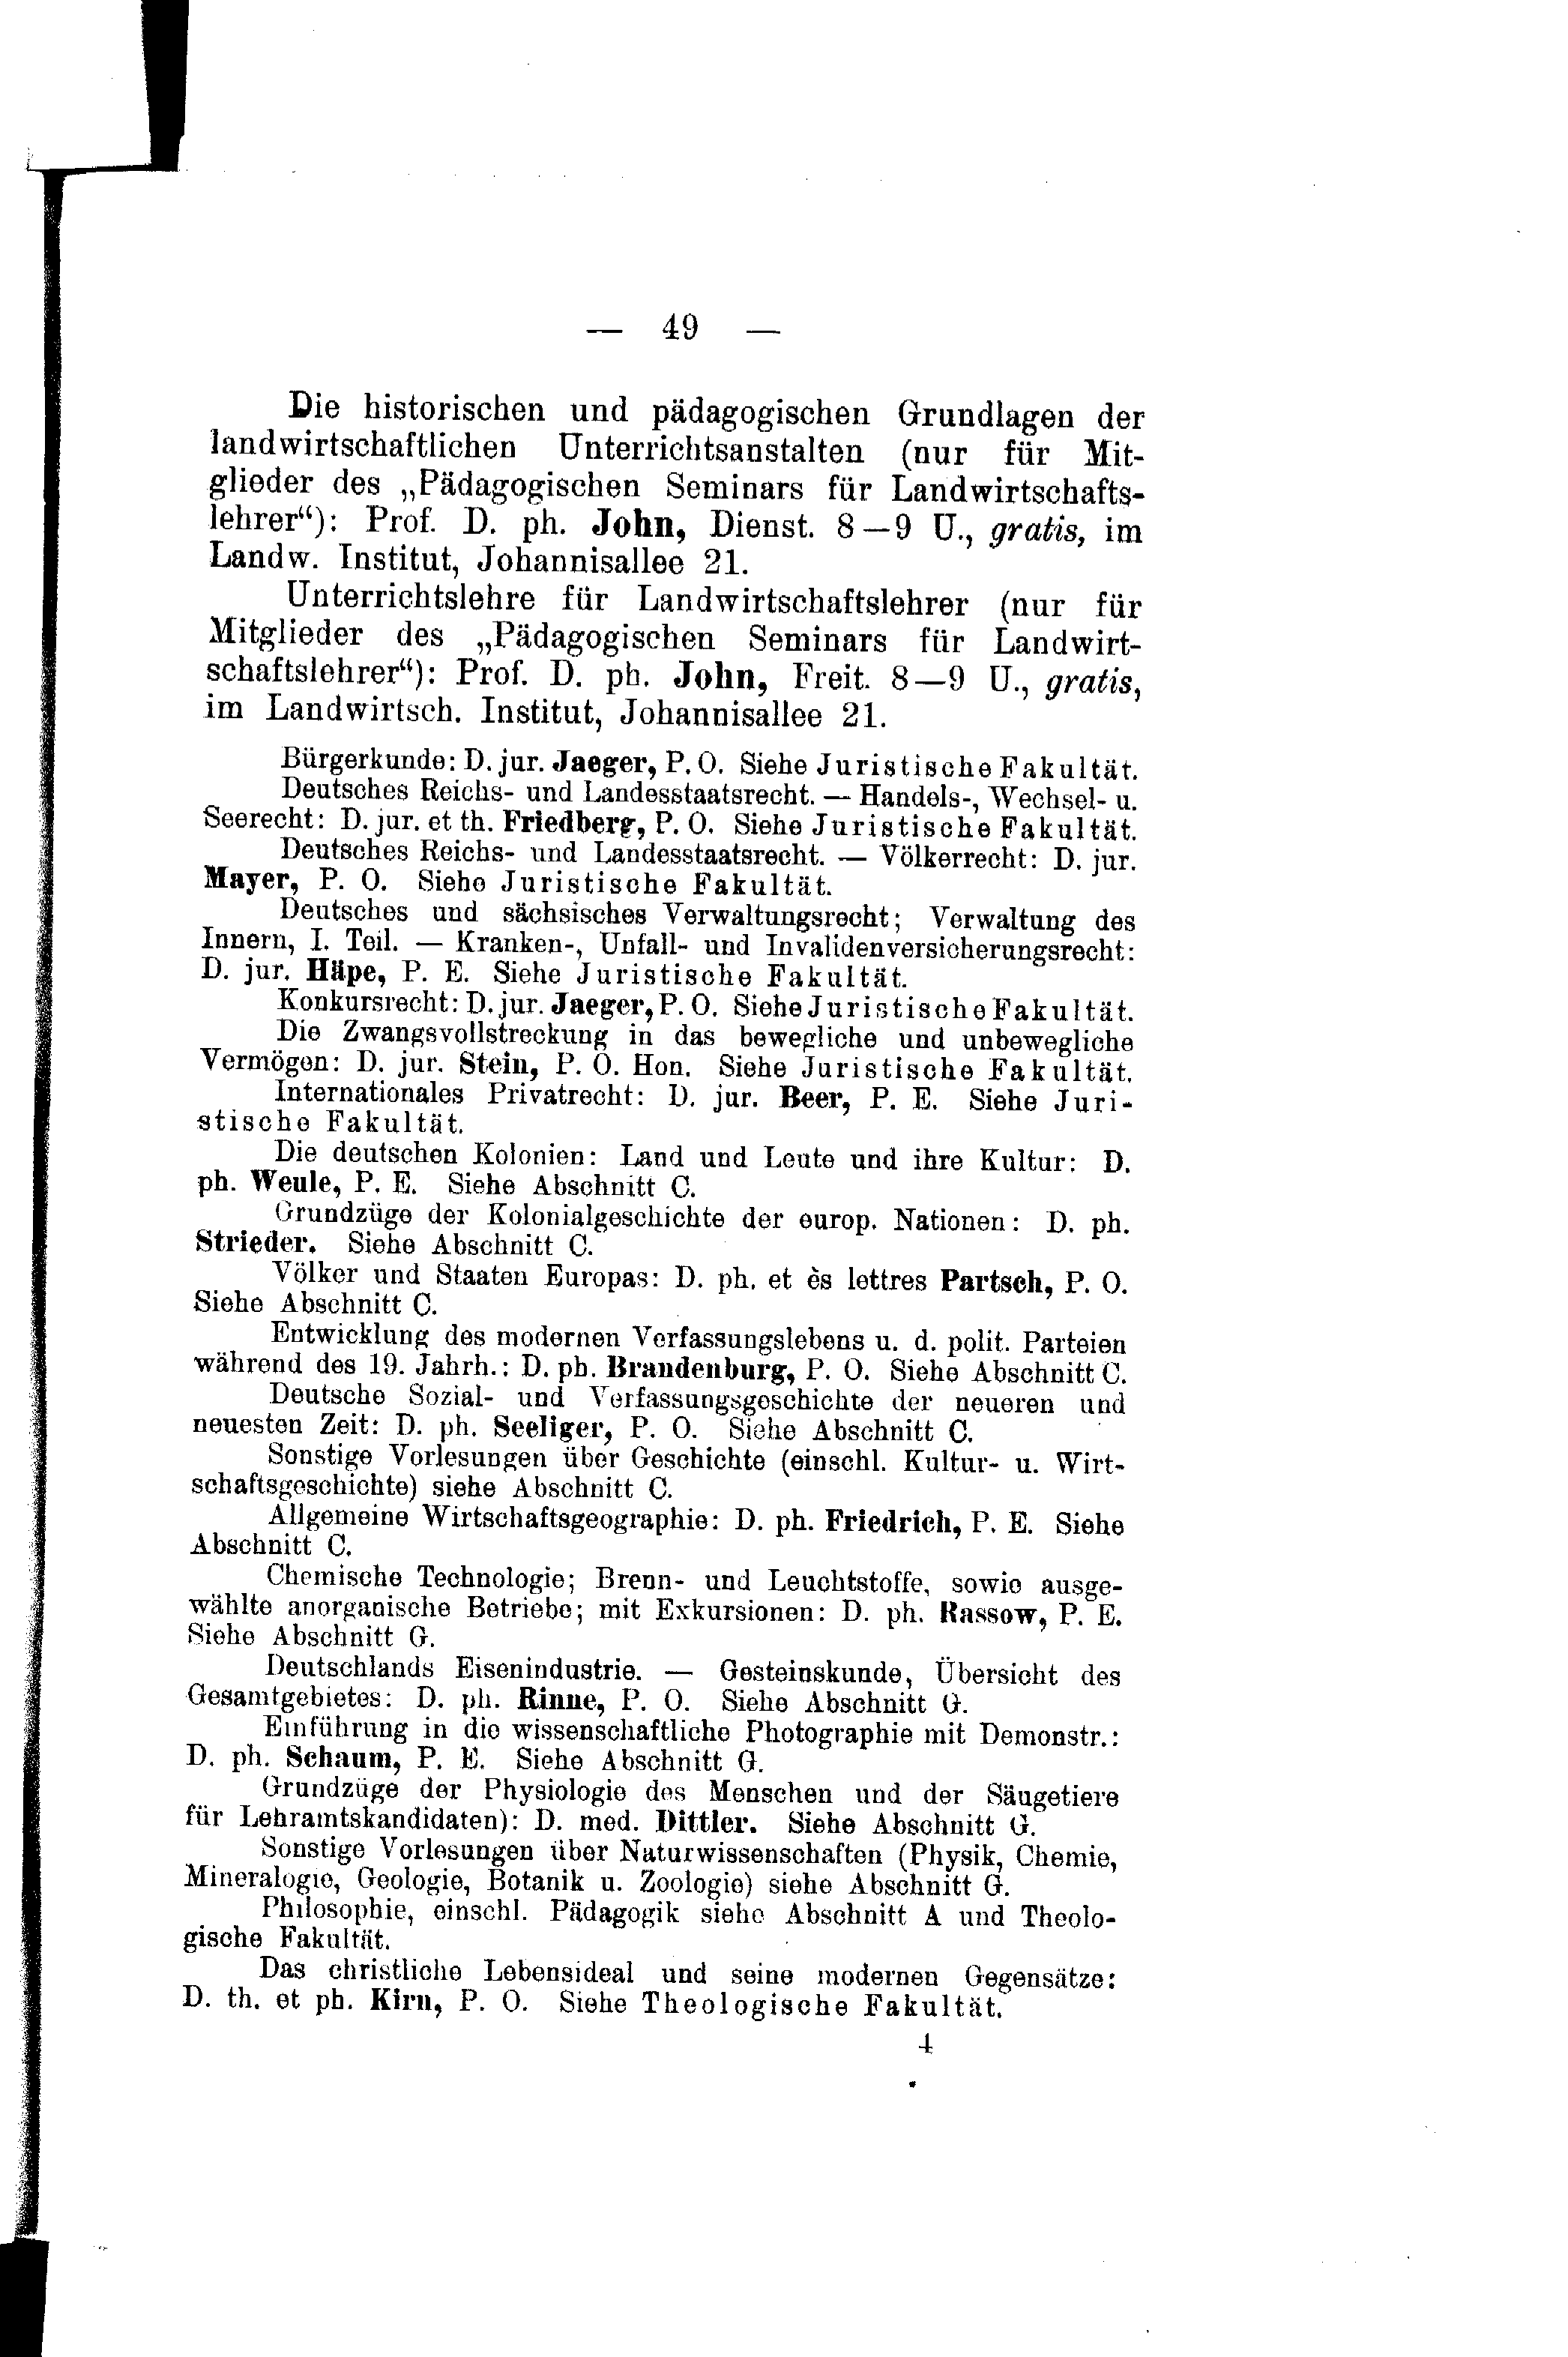 — 49 —
Die historischen und pädagogischen Grundlagen der
landwirtschaftlichen Unterrichtsanstalten (nur für Mit-
glieder des „Pädagogischen Seminars für Landwirtschafts-
lehrer“): Prof. D. ph. John, Dienst. 8—9 U., gratis, im
Landw. Institut, Johannisallee 21.
Unterrichtslehre für Landwirtschaftslehrer (nur für
Mitglieder des „Pädagogischen Seminars für Landwirt-
schaftslehrer“): Prof. D. ph. John, Freit. 8—9 U., gratis,
im Landwirtsch. Institut, Johannisallee 21.
Bürgerkunde: D. jur. Jaeger, P. O. Siehe Juristische Fakultät.
Deutsches Reichs- und Landesstaatsrecht. — Handels-, Wechsel- u.
Seerecht: D. jur. et th. Friedberg, P. O. Siehe Juristische Fakultät.
Deutsches Reichs- und Landesstaatsrecht. — Völkerrecht: D. jur.
Mayer, P. O. Siehe Juristische Fakultät.
Deutsches und sächsisches Verwaltungsrecht; Verwaltung des
Innern, I. Teil. — Kranken-, Unfall- und Invalidenversicherungsrecht:
D. jur. Häpe, P. E. Siehe Juristische Fakultät.
Konkursrecht: D. jur. Jaeger, P. O. Siehe Juristische Fakultät.
Die Zwangsvollstreckung in das bewegliche und unbewegliche
Vermögen: D. jur. Stein, P. O. Hon. Siehe Juristische Fakultät.
Internationales Privatrecht: D. jur. Beer, P. E. Siehe Juri-
stische Fakultät.
Die deutschen Kolonien: Land und Leute und ihre Kultur: D.
ph. Weule, P. E. Siehe Abschnitt C.
Grundzüge der Kolonialgeschichte der europ. Nationen: D. ph.
Strieder. Siehe Abschnitt C.
Völker und Staaten Europas: D. ph. et ès lettres Partsch, P. O.
Siehe Abschnitt C.
Entwicklung des modernen Verfassungslebens u. d. polit. Parteien
während des 19. Jahrh.: D. ph. Brandenburg, P. O. Siehe Abschnitt C.
Deutsche Sozial- und Verfassungsgeschichte der neueren und
neuesten Zeit: D. ph. Seeliger, P. O. Siehe Abschnitt C.
Sonstige Vorlesungen über Geschichte (einschl. Kultur- u. Wirt-
schaftsgeschichte) siehe Abschnitt C.
Allgemeine Wirtschaftsgeographie: D. ph. Friedrich, P. E. Siehe
Abschnitt C.
Chemische Technologie; Brenn- und Leuchtstoffe, sowie ausge-
wählte anorganische Betriebe; mit Exkursionen: D. ph. Rassow, P. E.
Siehe Abschnitt G.
Deutschlands Eisenindustrie. — Gesteinskunde, Übersicht des
Gesamtgebietes: D. ph. Rinne, P. O. Siehe Abschnitt G.
Einführung in die wissenschaftliche Photographie mit Demonstr.:
D. ph. Schaum, P. E. Siehe Abschnitt G.
Grundzüge der Physiologie des Menschen und der Säugetiere
für Lehramtskandidaten): D. med. Dittler. Siehe Abschnitt G.
Sonstige Vorlesungen über Naturwissenschaften (Physik, Chemie,
Mineralogie, Geologie, Botanik u. Zoologie) siehe Abschnitt G.
Philosophie, einschl. Pädagogik siehe Abschnitt A und Theolo-
gische Fakultät.
Das christliche Lebensideal und seine modernen Gegensätze:
D. th. et ph. Kirn, P. O. Siehe Theologische Fakultät.
4